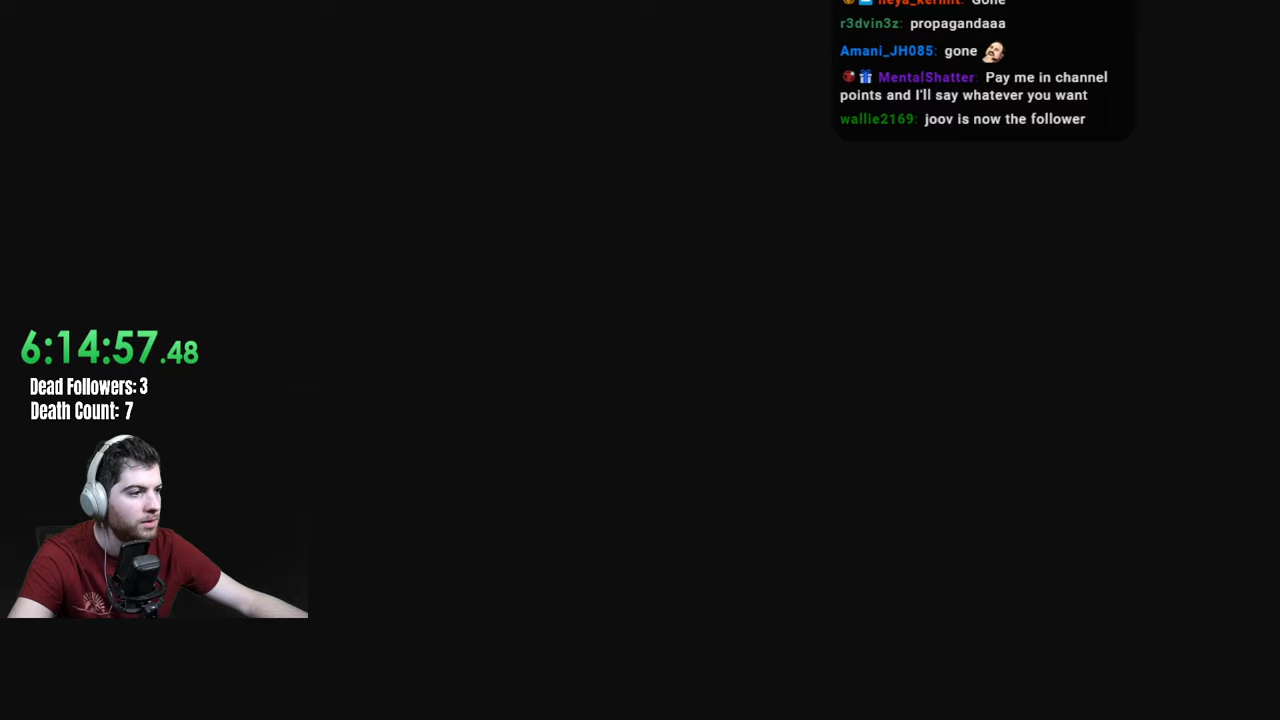 heya_kermit: Gone
r3dvin3z: propagandaaa
Amani_JH085: gone
MentalShatter: Pay me in channel
points and I'll say whatever you want
wallie2169: joov is now the follower
6:14:57.48
Dead Followers: 3
Death Count: 7